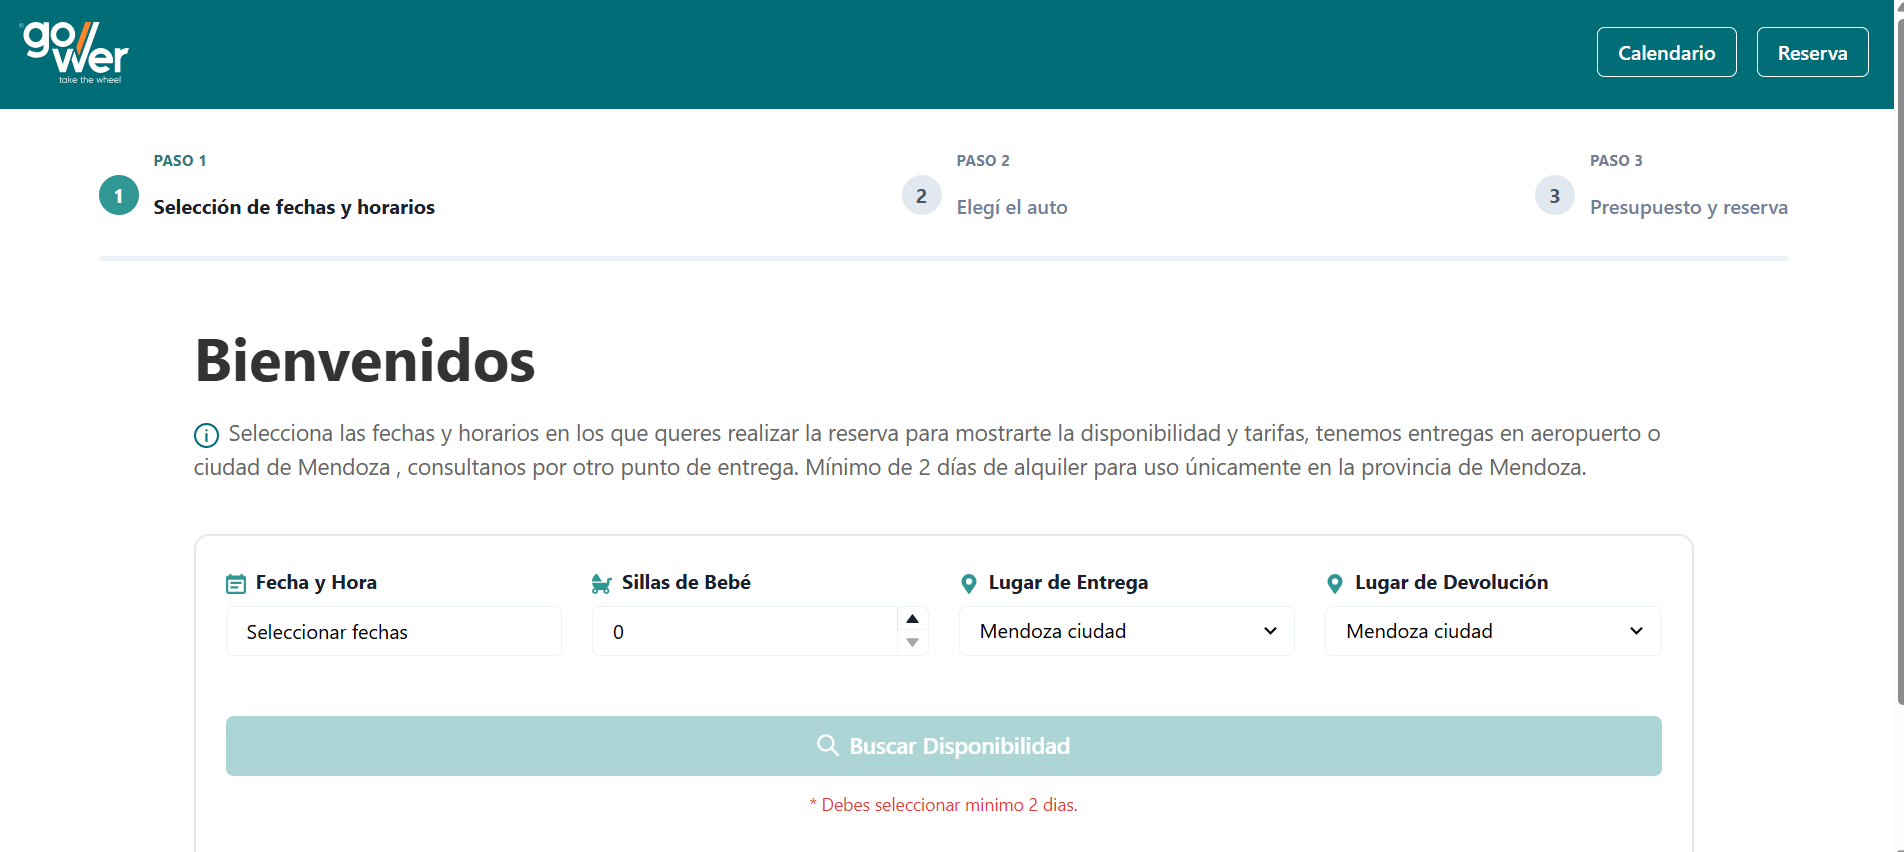 gower
take the wheel
Calendario
Reserva
PASO 1
1
Selección de fechas y horarios
PASO 2
2
Elegí el auto
PASO 3
3
Presupuesto y reserva
Bienvenidos
Selecciona las fechas y horarios en los que queres realizar la reserva para mostrarte la disponibilidad y tarifas, tenemos entregas en aeropuerto o
ciudad de Mendoza , consultanos por otro punto de entrega. Mínimo de 2 días de alquiler para uso únicamente en la provincia de Mendoza.
Fecha y Hora
Seleccionar fechas
Sillas de Bebé
0
Lugar de Entrega
Mendoza ciudad
Lugar de Devolución
Mendoza ciudad
Buscar Disponibilidad
* Debes seleccionar minimo 2 dias.